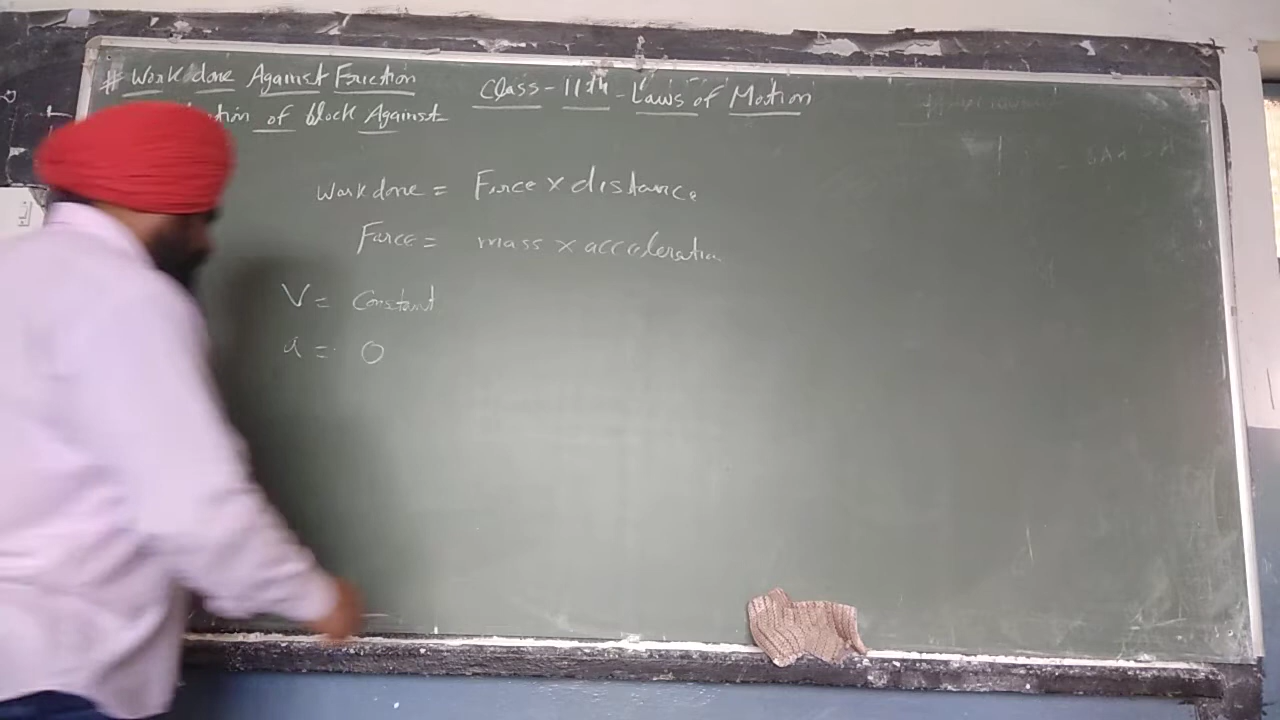 # Work done Against Friction
Class - 11th - Laws of Motion
of block Against
Work done = Force × distance
Force = mass × acceleration
V = Constant
a = 0